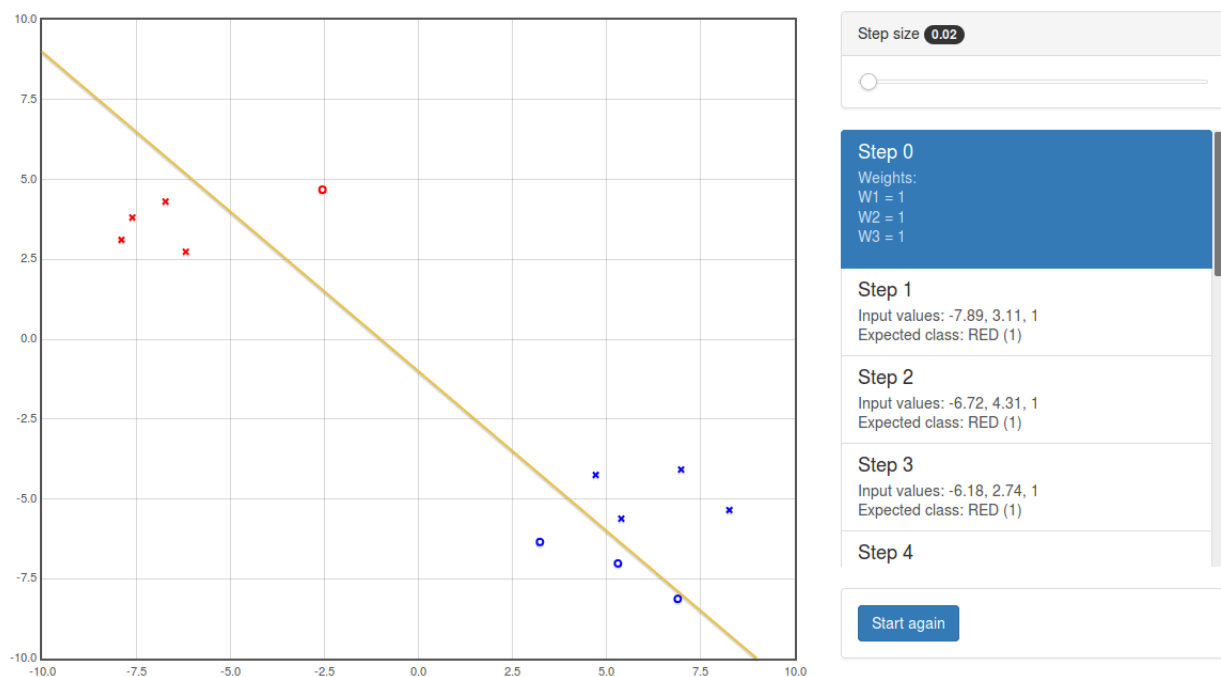 10.0
7.5
5.0
2.5
0.0
-2.5
-5.0
-7.5
-10.0
-10.0 -7.5 -5.0 -2.5 0.0 2.5 5.0 7.5 10.0
Step size 0.02
Step 0
Weights:
W1 = 1
W2 = 1
W3 = 1
Step 1
Input values: -7.89, 3.11, 1
Expected class: RED (1)
Step 2
Input values: -6.72, 4.31, 1
Expected class: RED (1)
Step 3
Input values: -6.18, 2.74, 1
Expected class: RED (1)
Step 4
Start again